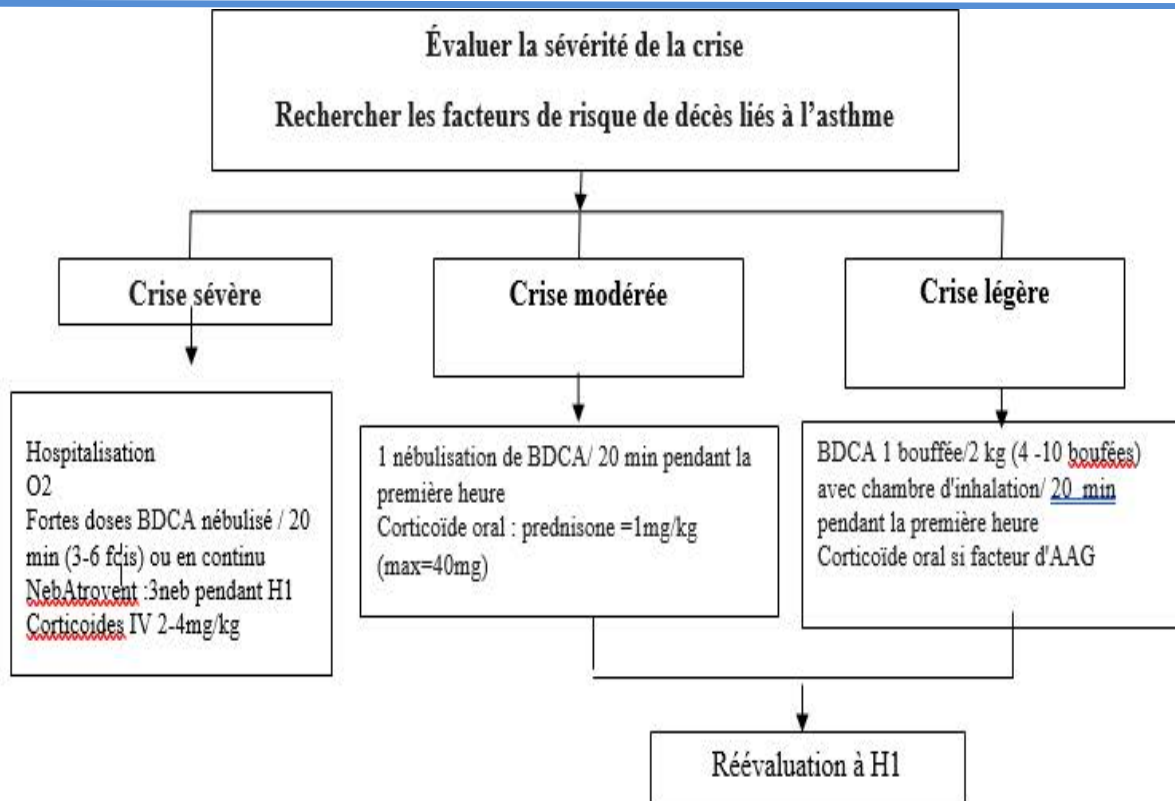 Évaluer la sévérité de la crise
Rechercher les facteurs de risque de décès liés à l'asthme
Crise sévère
Crise modérée
Crise légère
Hospitalisation
O2
Fortes doses BDCA nébulisé / 20
min (3-6 fois) ou en continu
NebAtrovent :3neb pendant H1
Corticoides IV 2-4mg/kg
1 nébulisation de BDCA/ 20 min pendant la
première heure
Corticoïde oral : prednisone =1mg/kg
(max=40mg)
BDCA 1 bouffée/2 kg (4 -10 boufées)
avec chambre d'inhalation/ 20 min
pendant la première heure
Corticoïde oral si facteur d'AAG
Réévaluation à H1